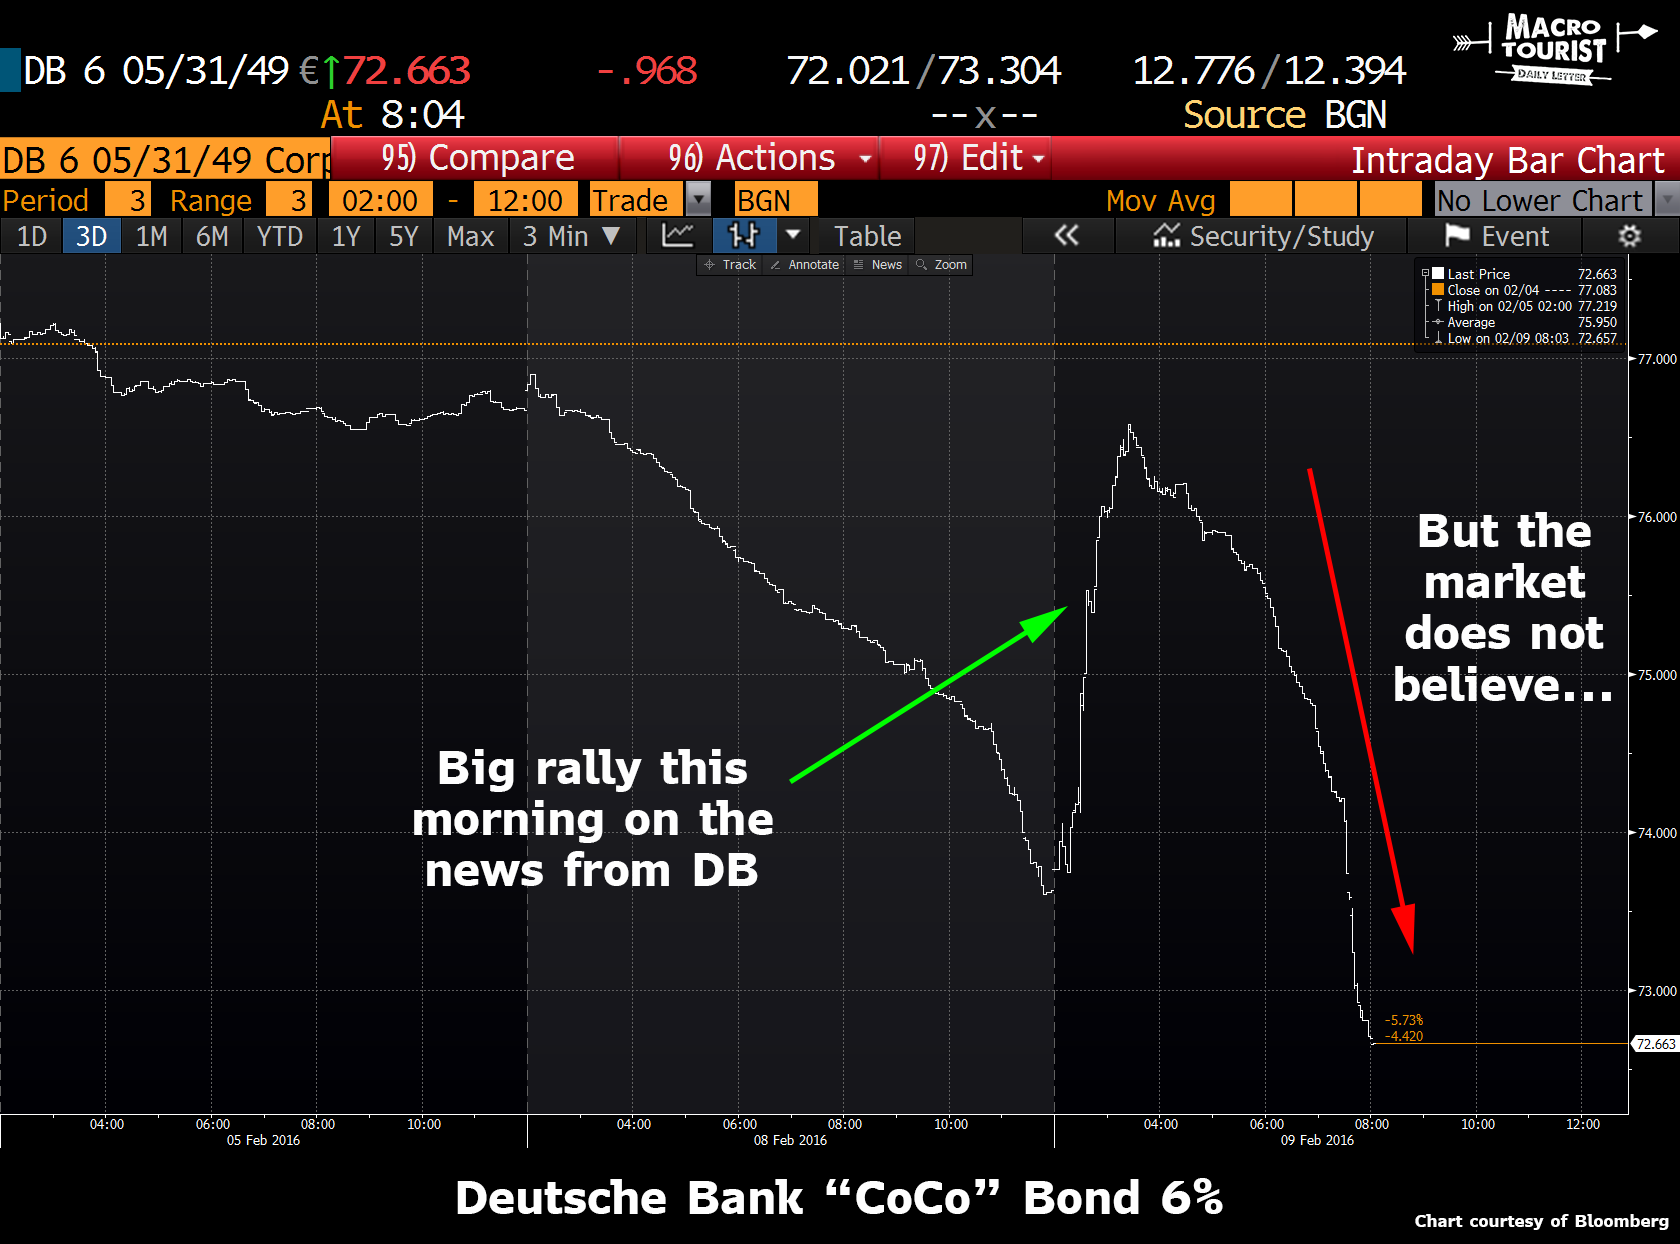 MACRO
TOURIST
DAILY LETTER
DB 6 05/31/49 €↑72.663 -.968 72.021/73.304 12.776/12.394
At 8:04 --x-- Source BGN
DB 6 05/31/49 Corp 95) Compare 96) Actions 97) Edit Intraday Bar Chart
Period 3 Range 3 02:00 - 12:00 Trade BGN Mov Avg No Lower Chart
1D 3D 1M 6M YTD 1Y 5Y Max 3 Min ▼ Table « Security/Study Event
Track Annotate News Zoom
Last Price 72.663
Close on 02/04 ---- 77.083
High on 02/05 02:00 77.219
Average 75.950
Low on 02/09 08:03 72.657
77.000
76.000
But the
market
does not
believe...
75.000
Big rally this
morning on the
news from DB
74.000
73.000
-5.73%
-4.420
72.663
04:00 06:00 08:00 10:00 04:00 06:00 08:00 10:00 04:00 06:00 08:00 10:00 12:00
05 Feb 2016 08 Feb 2016 09 Feb 2016
Deutsche Bank “CoCo” Bond 6%
Chart courtesy of Bloomberg